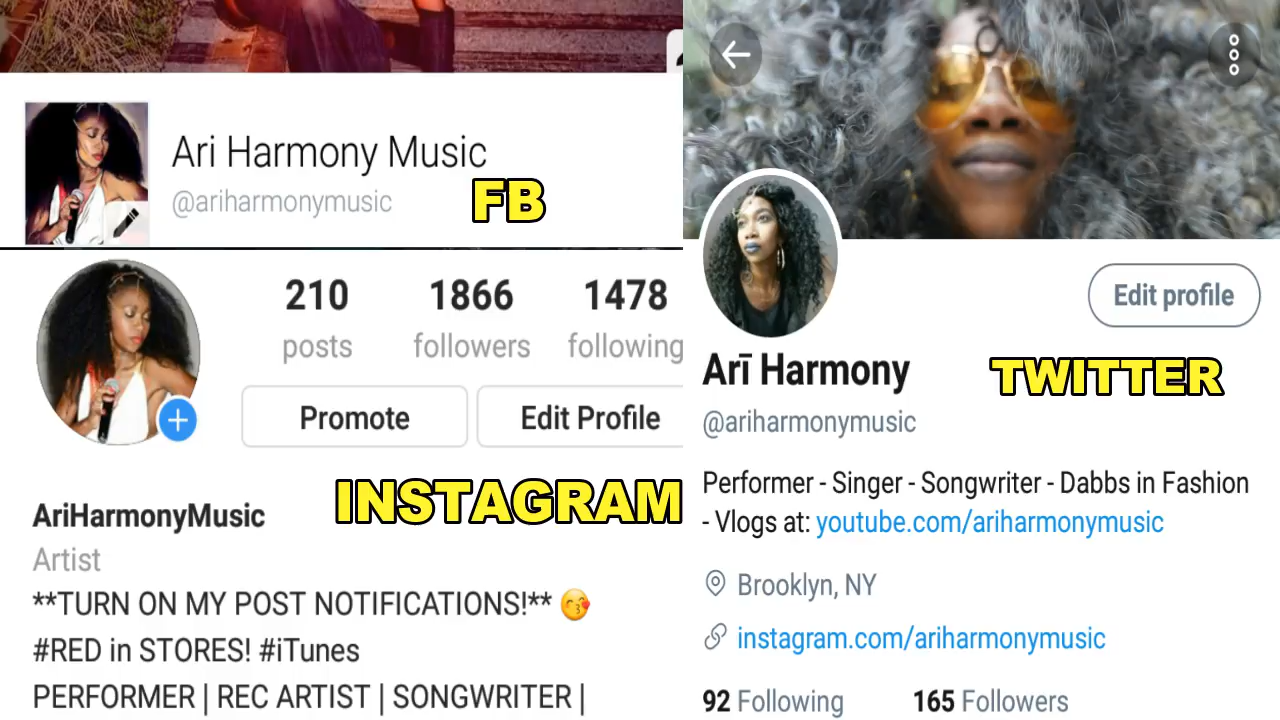 Ari Harmony Music
@ariharmonymusic
FB
210 1866 1478
posts followers following
Promote Edit Profile
INSTAGRAM
AriHarmonyMusic
Artist
**TURN ON MY POST NOTIFICATIONS!** 😙
#RED in STORES! #iTunes
PERFORMER | REC ARTIST | SONGWRITER |
Edit profile
Arī Harmony
TWITTER
@ariharmonymusic
Performer - Singer - Songwriter - Dabbs in Fashion
- Vlogs at: youtube.com/ariharmonymusic
Brooklyn, NY
instagram.com/ariharmonymusic
92 Following 165 Followers